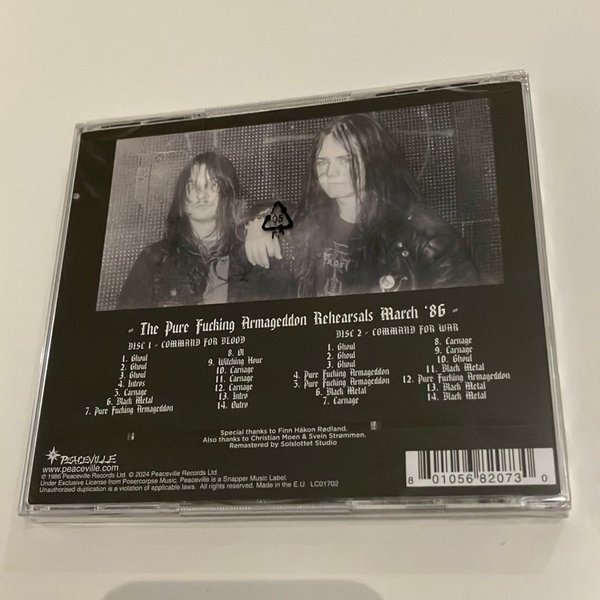 05
- The Pure Fucking Armageddon Rehearsals March '86 -
DISC 1 - COMMAND FOR BLOOD
1. Ghoul
2. Ghoul
3. Ghoul
4. Intros
5. Carnage
6. Black Metal
7. Pure Fucking Armageddon
8. Ol
9. Witching Hour
10. Carnage
11. Carnage
12. Carnage
13. Intro
14. Outro
DISC 2 - COMMAND FOR WAR
1. Ghoul
2. Ghoul
3. Ghoul
4. Pure Fucking Armageddon
5. Pure Fucking Armageddon
6. Black Metal
7. Carnage
8. Carnage
9. Carnage
10. Ghoul
11. Black Metal
12. Pure Fucking Armageddon
13. Black Metal
14. Black Metal
Special thanks to Finn Håkon Rødland,
Also thanks to Christian Moen & Svein Strømmen.
Remastered by Solslottet Studio
PEACEVILLE
www.peaceville.com
© 1986 Peaceville Records Ltd. © 2024 Peaceville Records Ltd.
Under Exclusive License from Posercorpse Music, Peaceville is a Snapper Music Label.
Unauthorised duplication is a violation of applicable laws. All rights reserved. Made in the E.U. LC01702
8 01056 82073 0